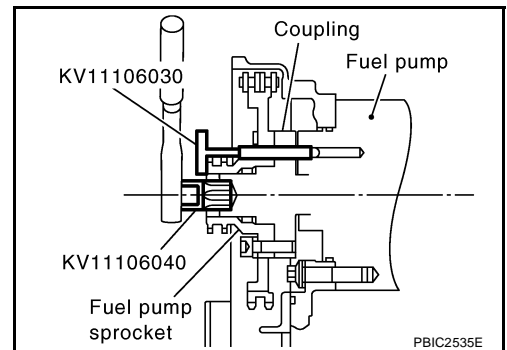 Coupling
Fuel pump
KV11106030
KV11106040
Fuel pump
sprocket
PBIC2535E